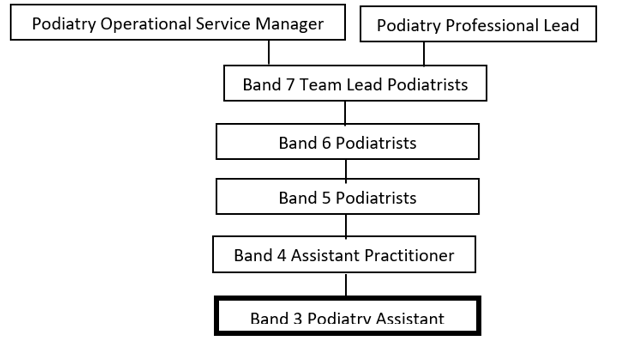 Podiatry Operational Service Manager
Podiatry Professional Lead
Band 7 Team Lead Podiatrists
Band 6 Podiatrists
Band 5 Podiatrists
Band 4 Assistant Practitioner
Band 3 Podiatry Assistant